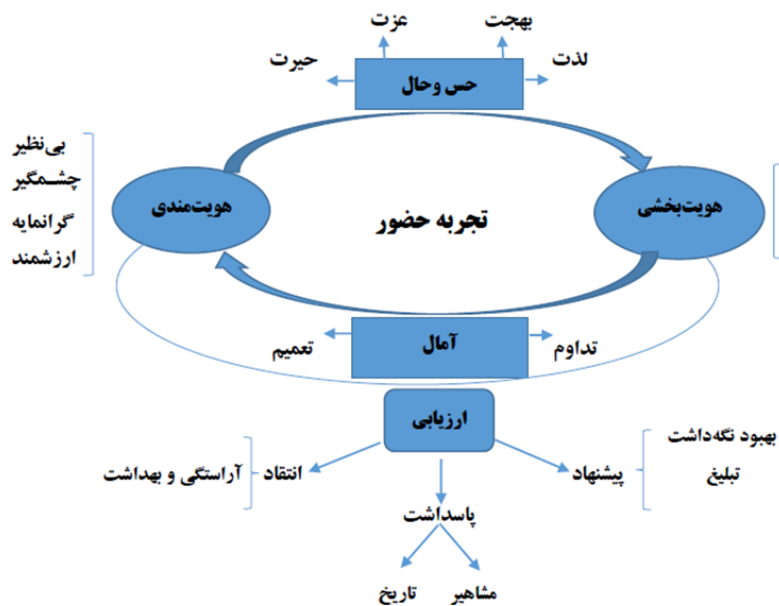 بهجت
عزت
لذت
حیرت
حس وحال
بی‌نظیر
چشمگیر
گرانمایه
ارزشمند
هویت‌بخشی
هویت‌مندی
تجربه حضور
تداوم
آمال
تعمیم
ارزیابی
بهبود نگه‌داشت
تبلیغ
پیشنهاد
انتقاد
آراستگی و بهداشت
پاسداشت
مشاهیر
تاریخ